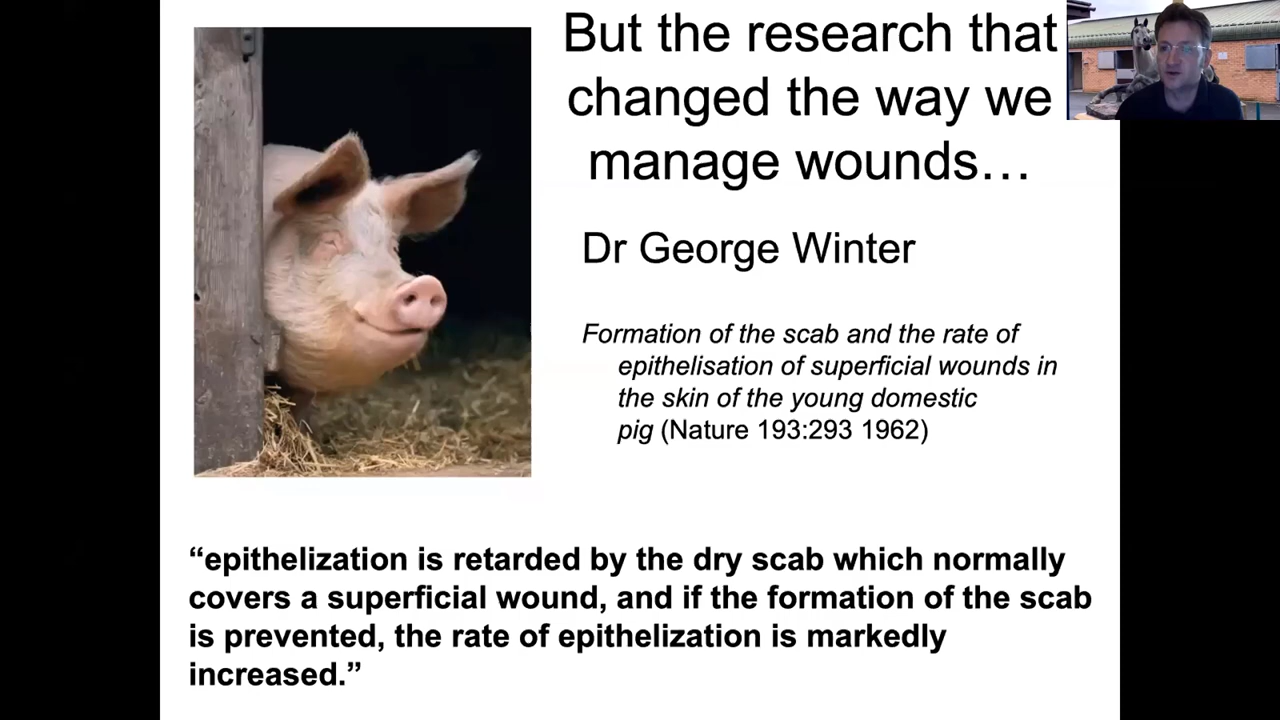 But the research that
changed the way we
manage wounds…
Dr George Winter
Formation of the scab and the rate of
epithelisation of superficial wounds in
the skin of the young domestic
pig (Nature 193:293 1962)
“epithelization is retarded by the dry scab which normally
covers a superficial wound, and if the formation of the scab
is prevented, the rate of epithelization is markedly
increased.”